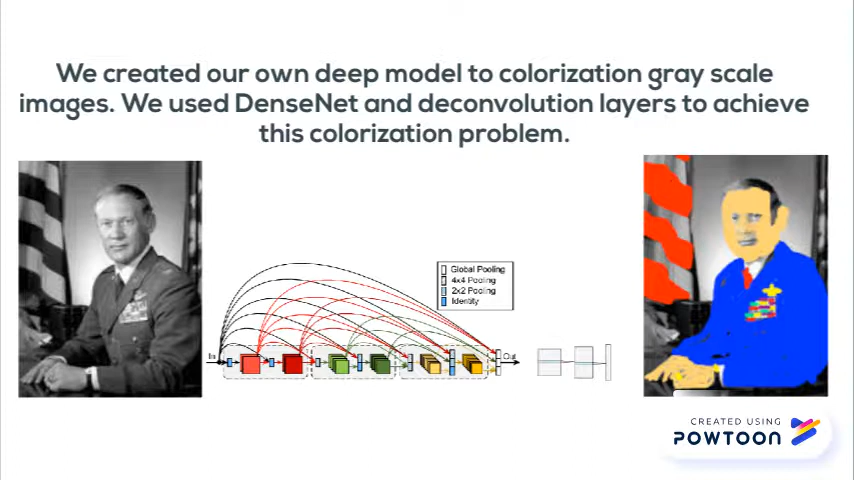 We created our own deep model to colorization gray scale
images. We used DenseNet and deconvolution layers to achieve
this colorization problem.
Global Pooling
4x4 Pooling
2x2 Pooling
Identity
In
Out
CREATED USING
POWTOON